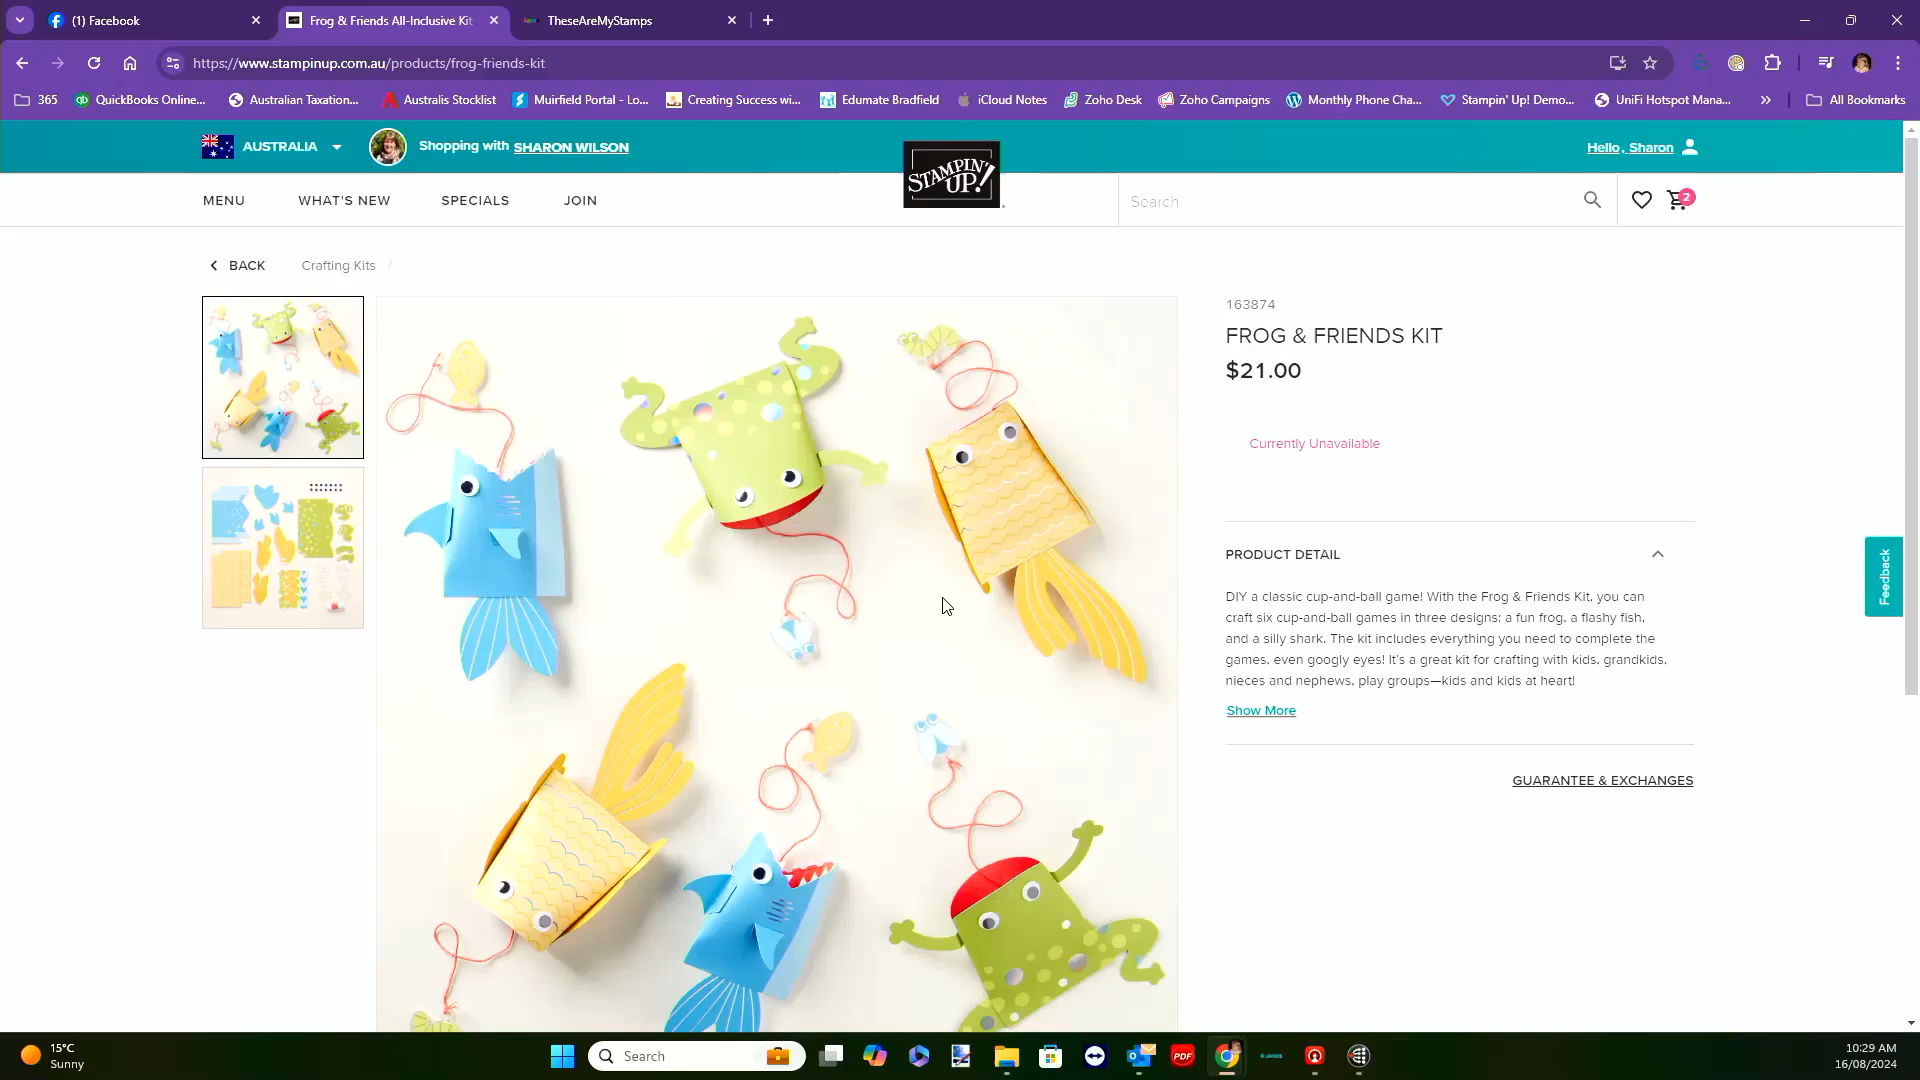 (1) Facebook
Frog & Friends All-Inclusive Kit
TheseAreMyStamps
https://www.stampinup.com.au/products/frog-friends-kit
365
QuickBooks Online...
Australian Taxation...
Australis Stocklist
Muirfield Portal - Lo...
Creating Success wi...
Edumate Bradfield
iCloud Notes
Zoho Desk
Zoho Campaigns
Monthly Phone Cha...
Stampin' Up! Demo...
UniFi Hotspot Mana...
All Bookmarks
AUSTRALIA
Shopping with SHARON WILSON
STAMPIN' UP!
Hello, Sharon
MENU
WHAT'S NEW
SPECIALS
JOIN
Search
2
BACK
Crafting Kits /
163874
FROG & FRIENDS KIT
$21.00
Currently Unavailable
PRODUCT DETAIL
DIY a classic cup-and-ball game! With the Frog & Friends Kit, you can
craft six cup-and-ball games in three designs: a fun frog, a flashy fish,
and a silly shark. The kit includes everything you need to complete the
games, even googly eyes! It's a great kit for crafting with kids, grandkids,
nieces and nephews, play groups—kids and kids at heart!
Show More
GUARANTEE & EXCHANGES
Feedback
15°C
Sunny
Search
PDF
10:29 AM
16/08/2024